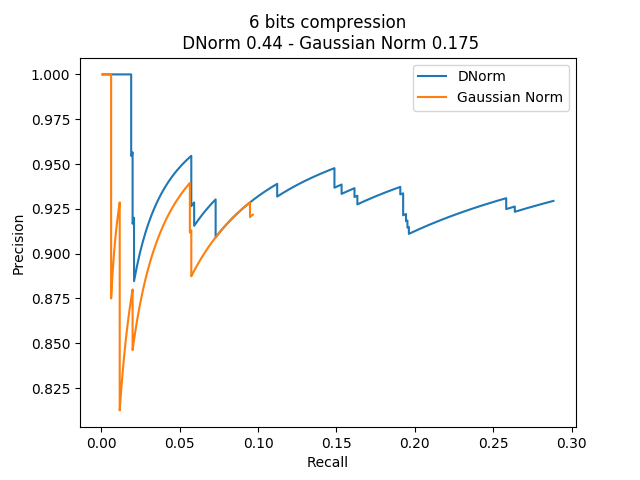 6 bits compression
DNorm 0.44 - Gaussian Norm 0.175
DNorm
Gaussian Norm
Precision
1.000
0.975
0.950
0.925
0.900
0.875
0.850
0.825
0.00 0.05 0.10 0.15 0.20 0.25 0.30
Recall